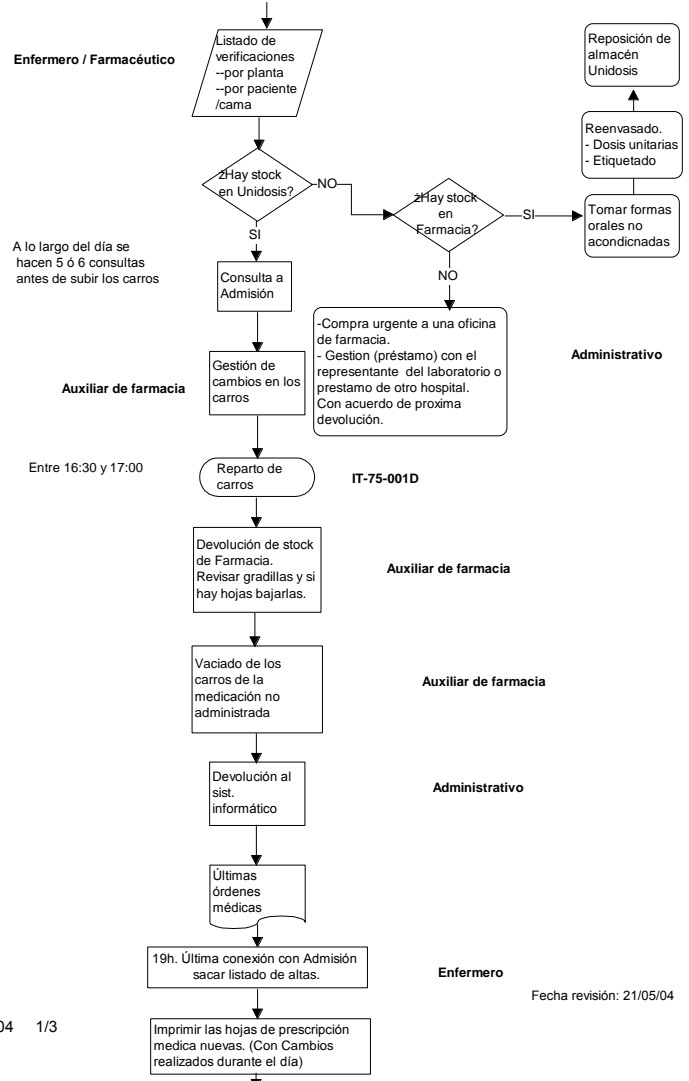 Enfermero / Farmacéutico
Listado de
verificaciones
--por planta
--por paciente
/cama
Reposición de
almacén
Unidosis
Reenvasado.
- Dosis unitarias
- Etiquetado
žHay stock
en Unidosis?
NO
žHay stock
en
Farmacia?
SI
Tomar formas
orales no
acondicnadas
SI
NO
A lo largo del día se
hacen 5 ó 6 consultas
antes de subir los carros
Consulta a
Admisión
-Compra urgente a una oficina
de farmacia.
- Gestion (préstamo) con el
representante del laboratorio o
prestamo de otro hospital.
Con acuerdo de proxima
devolución.
Administrativo
Auxiliar de farmacia
Gestión de
cambios en los
carros
Entre 16:30 y 17:00
Reparto de
carros
IT-75-001D
Devolución de stock
de Farmacia.
Revisar gradillas y si
hay hojas bajarlas.
Auxiliar de farmacia
Vaciado de los
carros de la
medicación no
administrada
Auxiliar de farmacia
Devolución al
sist.
informático
Administrativo
Últimas
órdenes
médicas
19h. Última conexión con Admisión
sacar listado de altas.
Enfermero
Fecha revisión: 21/05/04
04 1/3
Imprimir las hojas de prescripción
medica nuevas. (Con Cambios
realizados durante el día)